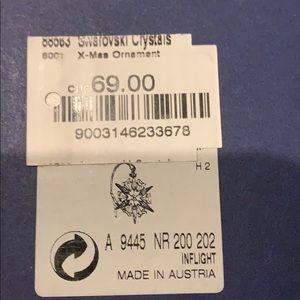 Swarovski Crystals
6001 X-Mas Ornament
69.00
9003146233678
H 2
A 9445 NR 200 202
INFLIGHT
MADE IN AUSTRIA